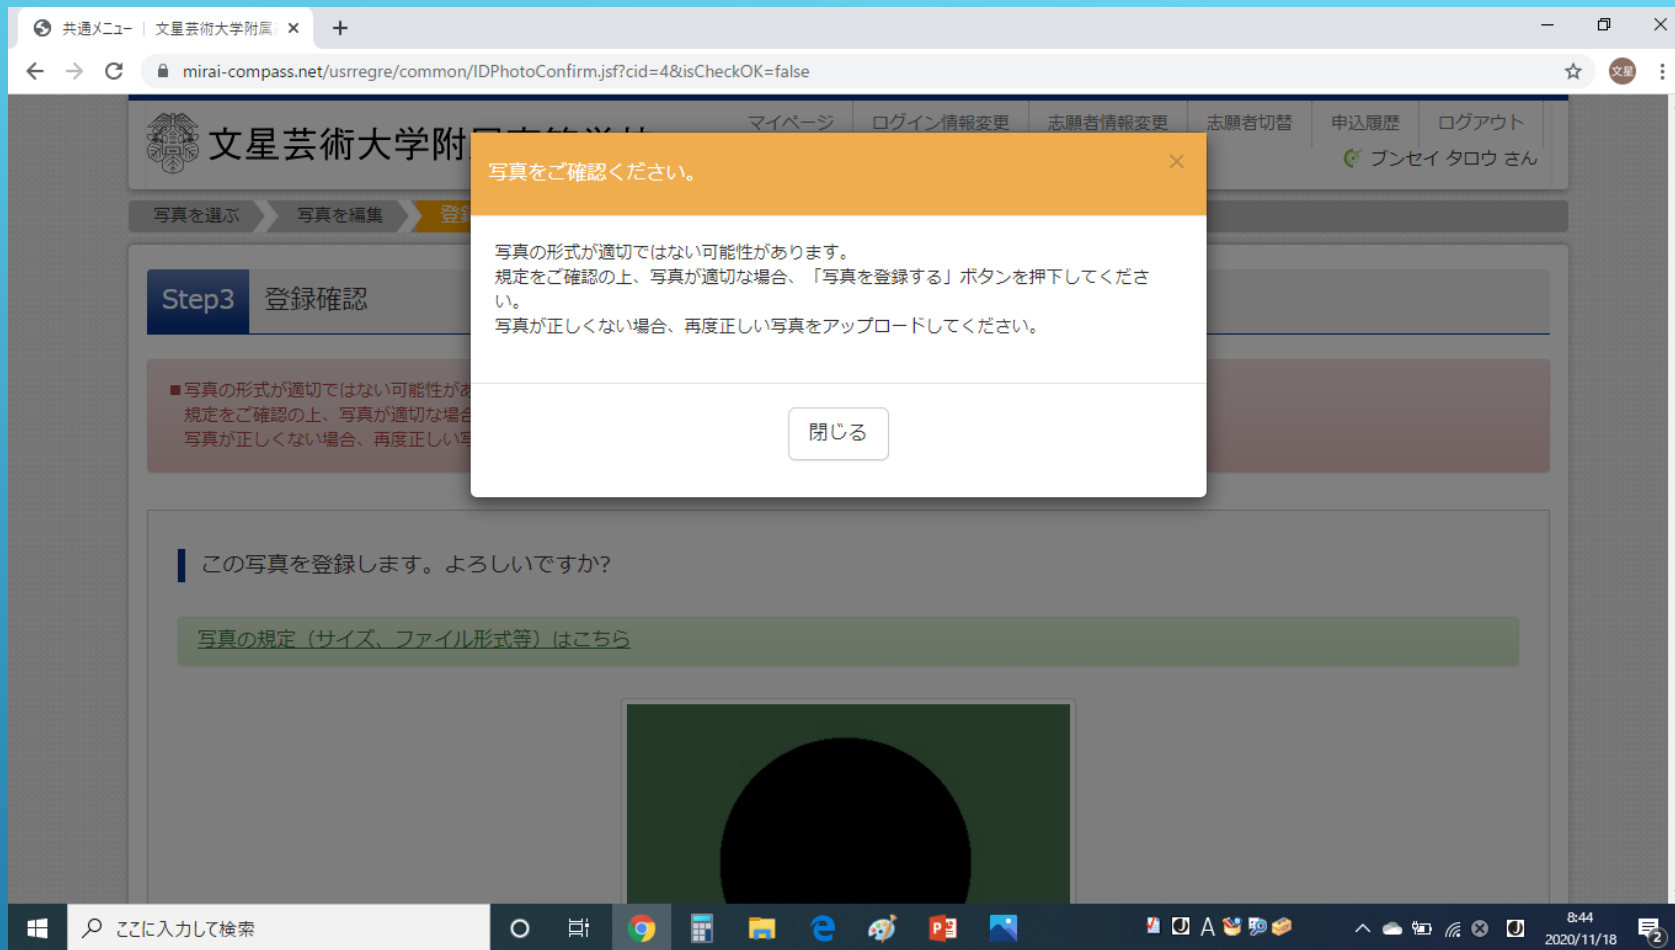 共通メニュー | 文星芸術大学附属
mirai-compass.net/usrregre/common/IDPhotoConfirm.jsf?cid=4&isCheckOK=false
文星
文星芸術大学附
マイページ
ログイン情報変更
志願者情報変更
志願者切替
申込履歴
ログアウト
ブンセイ タロウ さん
写真を選ぶ
写真を編集
登
写真をご確認ください。
×
写真の形式が適切ではない可能性があります。
規定をご確認の上、写真が適切な場合、「写真を登録する」ボタンを押下してくださ
い。
写真が正しくない場合、再度正しい写真をアップロードしてください。
閉じる
Step3 登録確認
■写真の形式が適切ではない可能性があ
規定をご確認の上、写真が適切な場合
写真が正しくない場合、再度正しい写
この写真を登録します。よろしいですか?
写真の規定（サイズ、ファイル形式等）はこちら
ここに入力して検索
A
8:44
2020/11/18
2